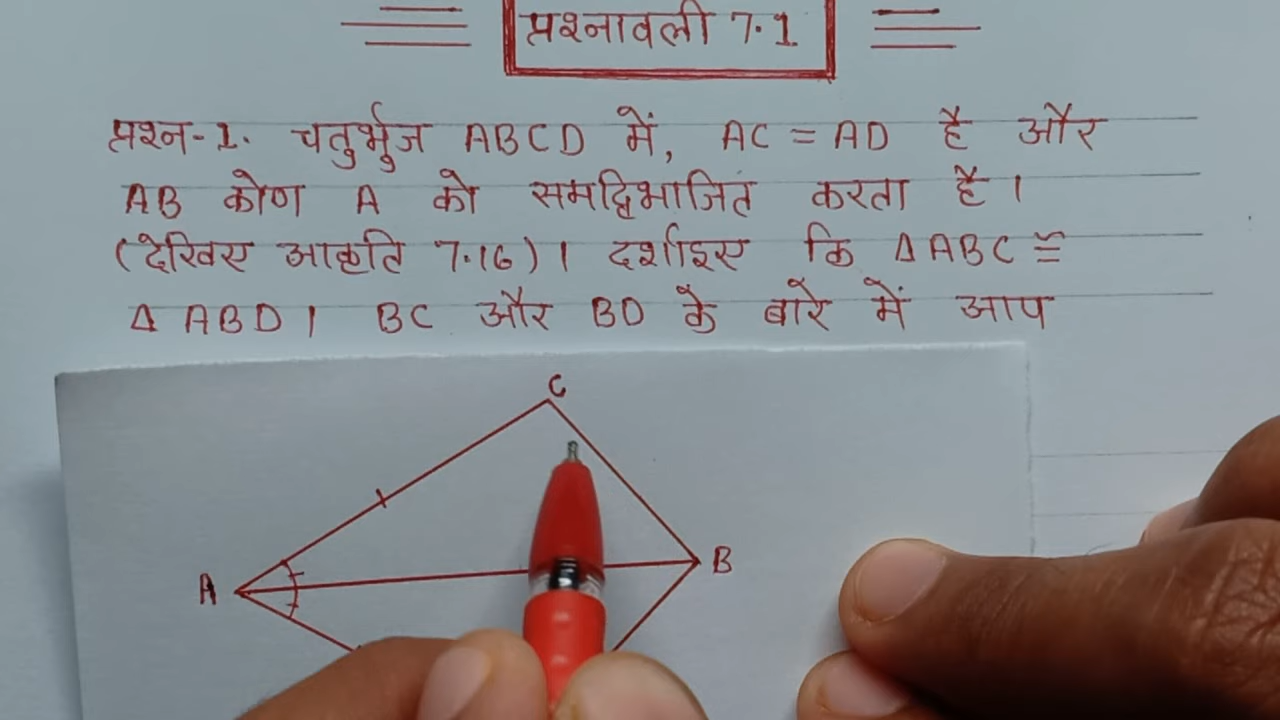 प्रश्नावली 7.1
प्रश्न-1. चतुर्भुज ABCD में, AC = AD है और
AB कोण A को समद्विभाजित करता है।
(देखिए आकृति 7.16)। दर्शाइए कि ΔABC ≅
Δ ABD। BC और BD के बारे में आप
C
A
B